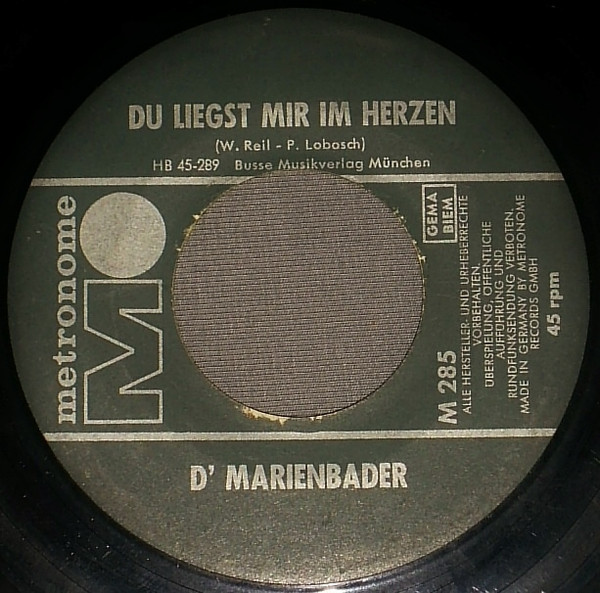 DU LIEGST MIR IM HERZEN
(W. Reil - P. Lobosch)
HB 45-289 Busse Musikverlag München
metronome
M
GEMA
BIEM
M 285
ALLE HERSTELLER- UND URHEBERRECHTE
VORBEHALTEN.
ÜBERSPIELUNG, ÖFFENTLICHE
AUFFÜHRUNG UND
RUNDFUNKSENDUNG VERBOTEN.
MADE IN GERMANY BY METRONOME
RECORDS GMBH
45 rpm
D' MARIENBADER